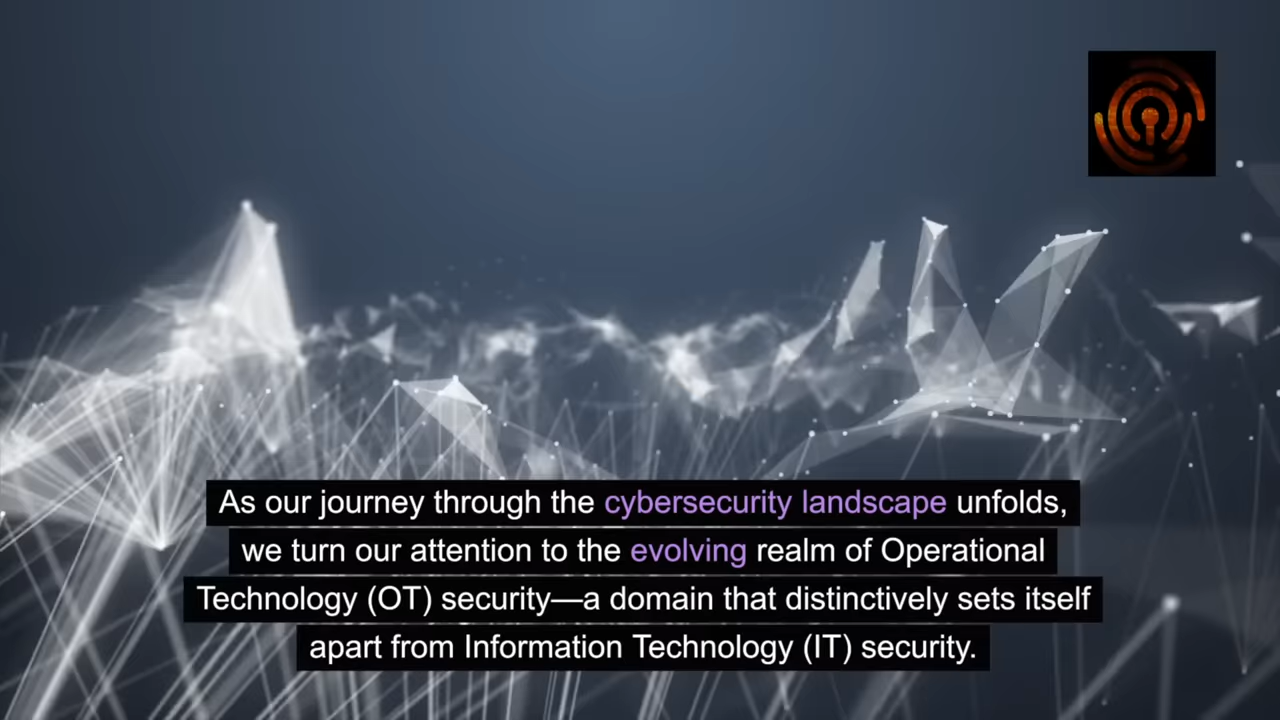 As our journey through the cybersecurity landscape unfolds,
we turn our attention to the evolving realm of Operational
Technology (OT) security—a domain that distinctively sets itself
apart from Information Technology (IT) security.